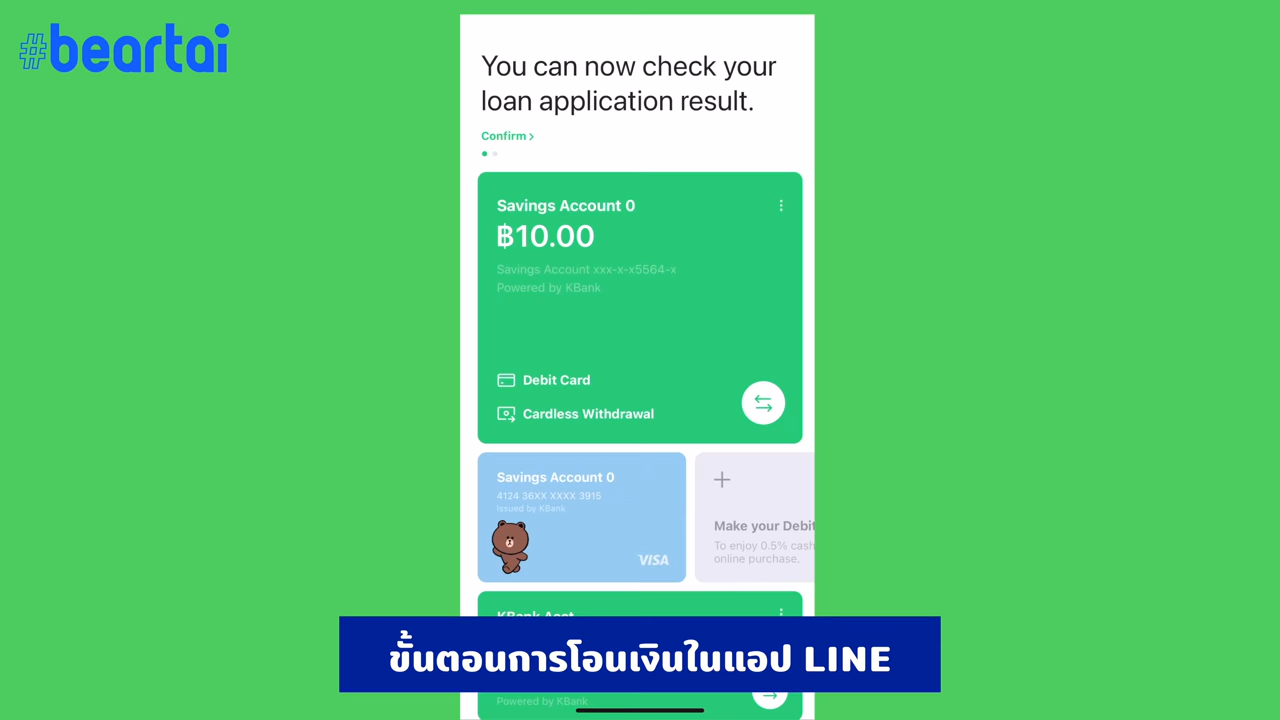 #beartai
You can now check your
loan application result.
Confirm >
Savings Account 0
฿10.00
Savings Account xxx-x-x5564-x
Powered by KBank
Debit Card
Cardless Withdrawal
Savings Account 0
4124 36XX XXXX 3915
Issued by KBank
VISA
Make your Debit
To enjoy 0.5% cash
online purchase.
KBank Acct
ขั้นตอนการโอนเงินในแอป LINE
Powered by KBank